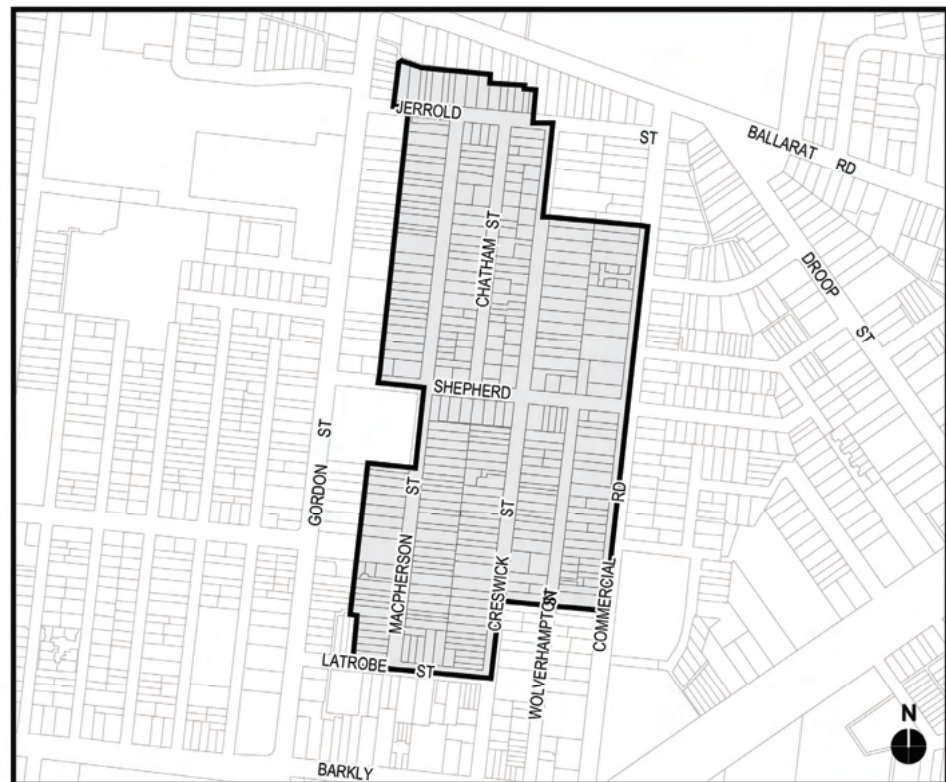 JERROLD ST
BALLARAT RD
CHATHAM ST
DROOP ST
SHEPHERD
GORDON ST
MACPHERSON ST
CRESWICK ST
WOLVERHAMPTON ST
COMMERCIAL RD
LATROBE ST
BARKLY
N